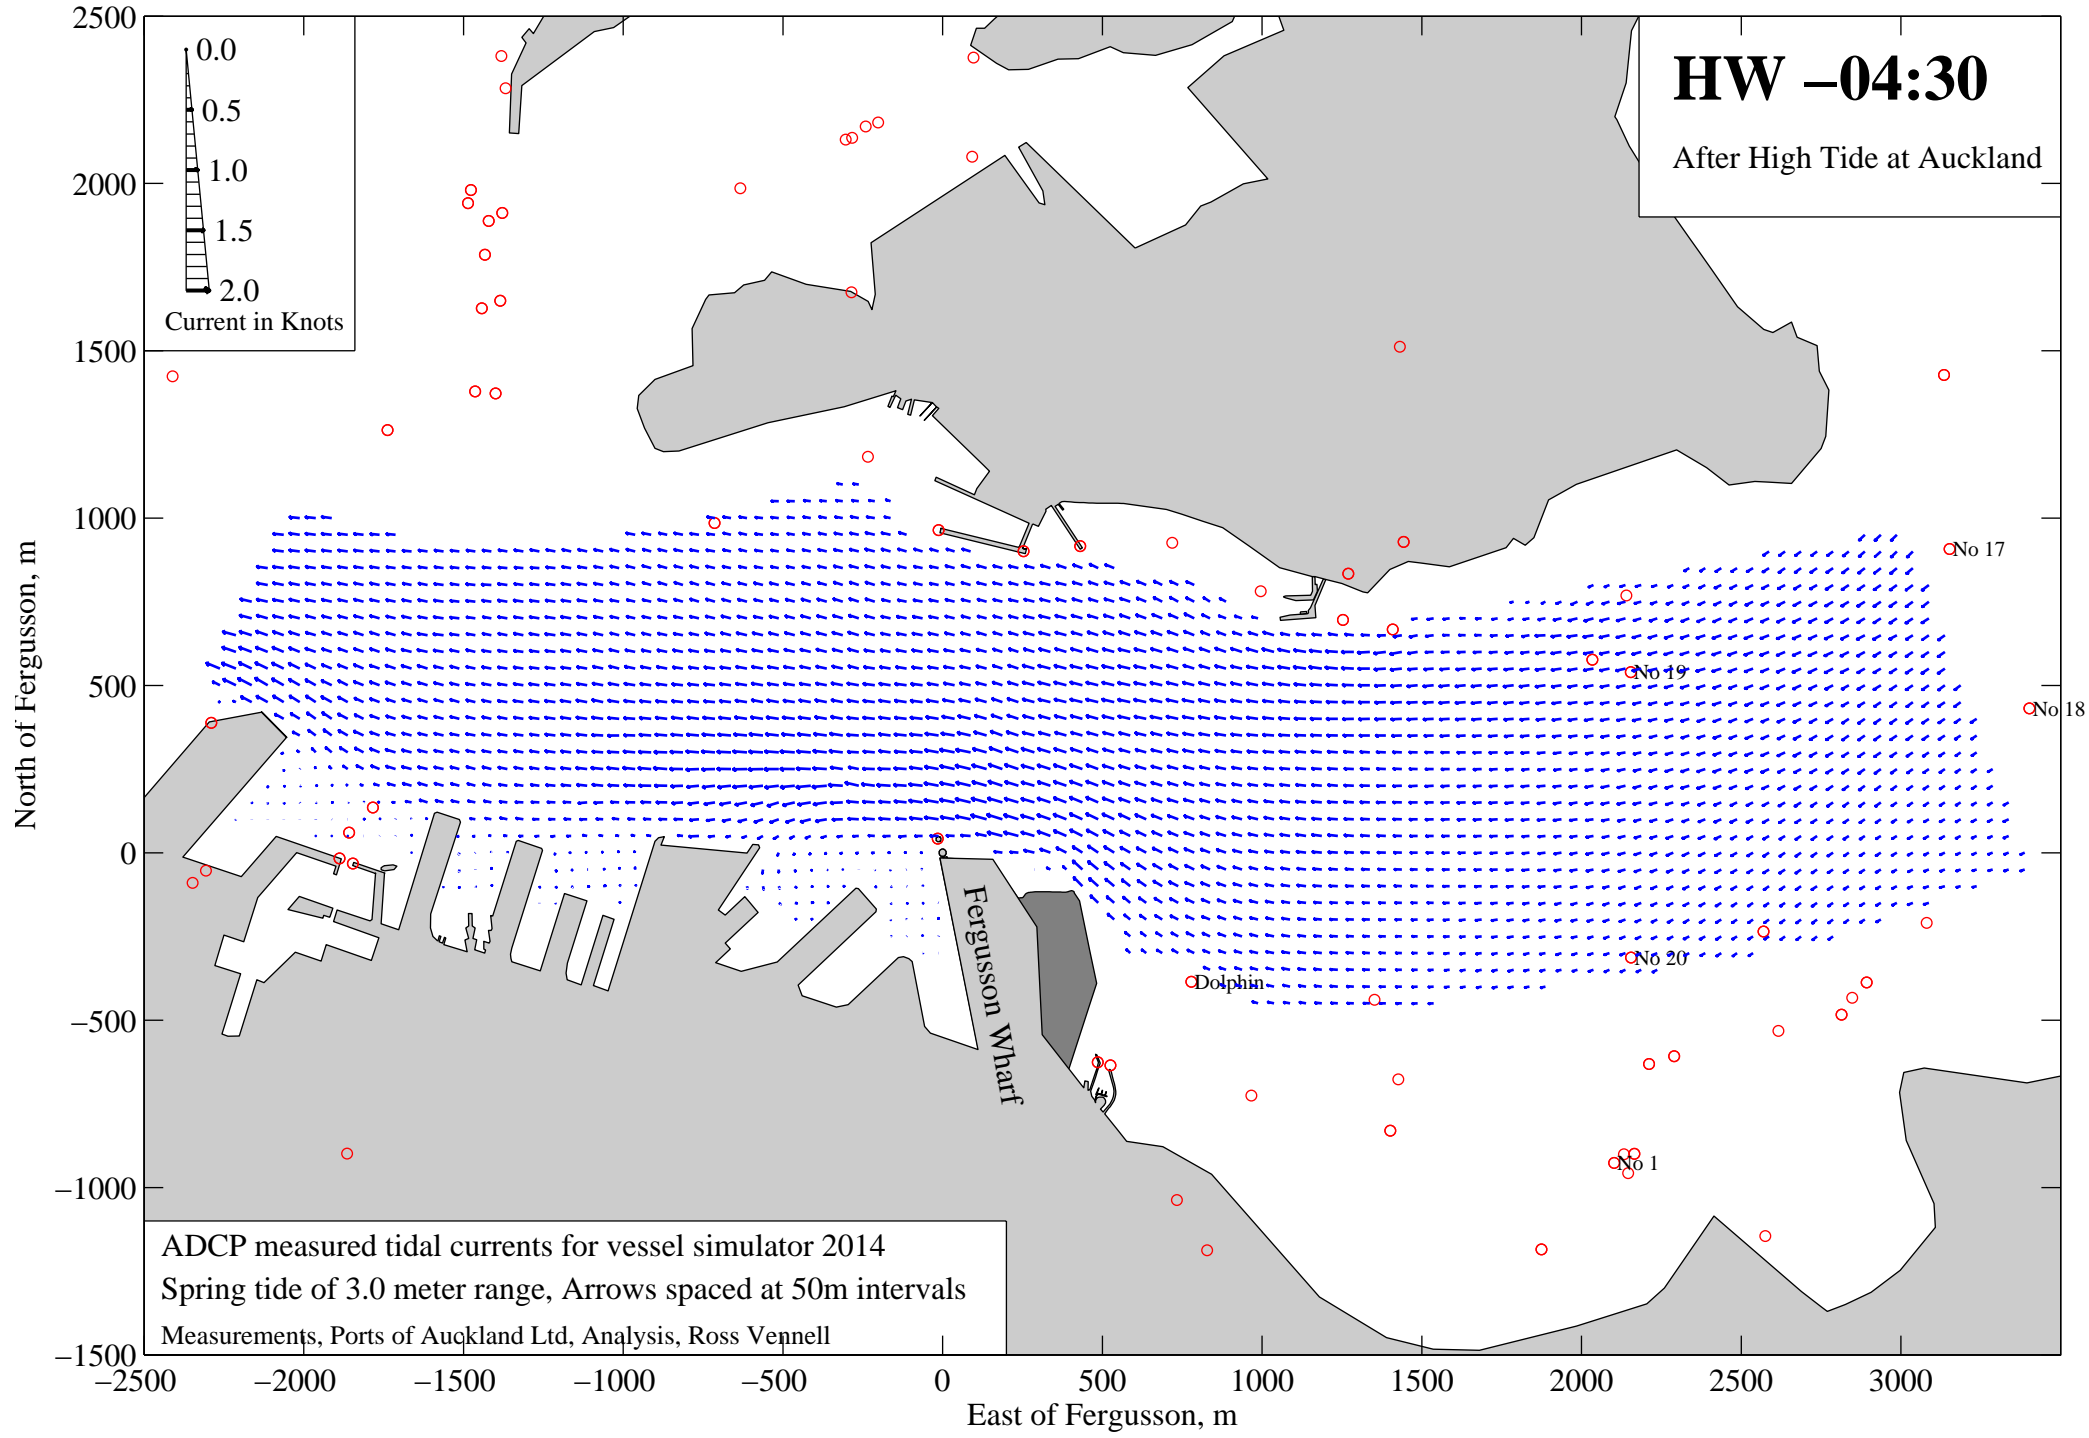 2500
2000
1500
1000
500
0
−500
−1000
−1500
North of Fergusson, m
0.0
0.5
1.0
1.5
2.0
Current in Knots
HW −04:30
After High Tide at Auckland
No 17
No 19
No 18
No 20
Dolphin
No 1
Fergusson Wharf
ADCP measured tidal currents for vessel simulator 2014
Spring tide of 3.0 meter range, Arrows spaced at 50m intervals
Measurements, Ports of Auckland Ltd, Analysis, Ross Vennell
−2500 −2000 −1500 −1000 −500 0 500 1000 1500 2000 2500 3000
East of Fergusson, m